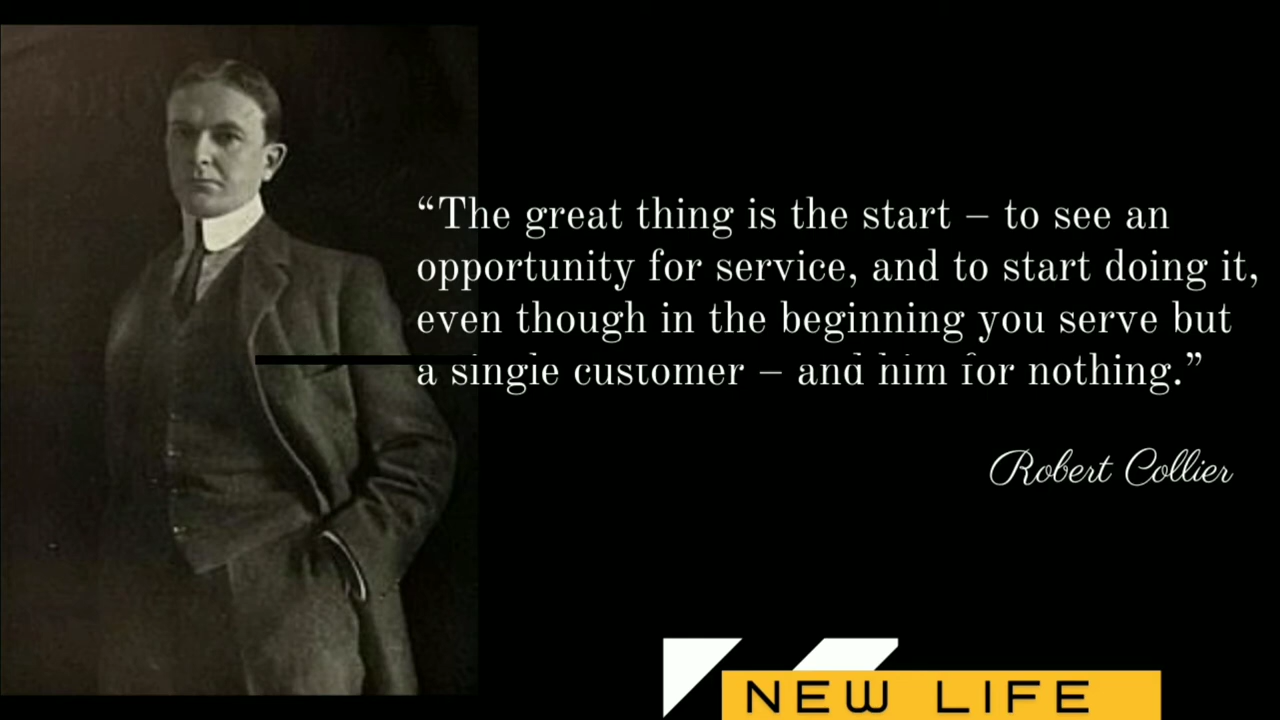 “The great thing is the start – to see an
opportunity for service, and to start doing it,
even though in the beginning you serve but
a single customer – and him for nothing.”
Robert Collier
NEW LIFE